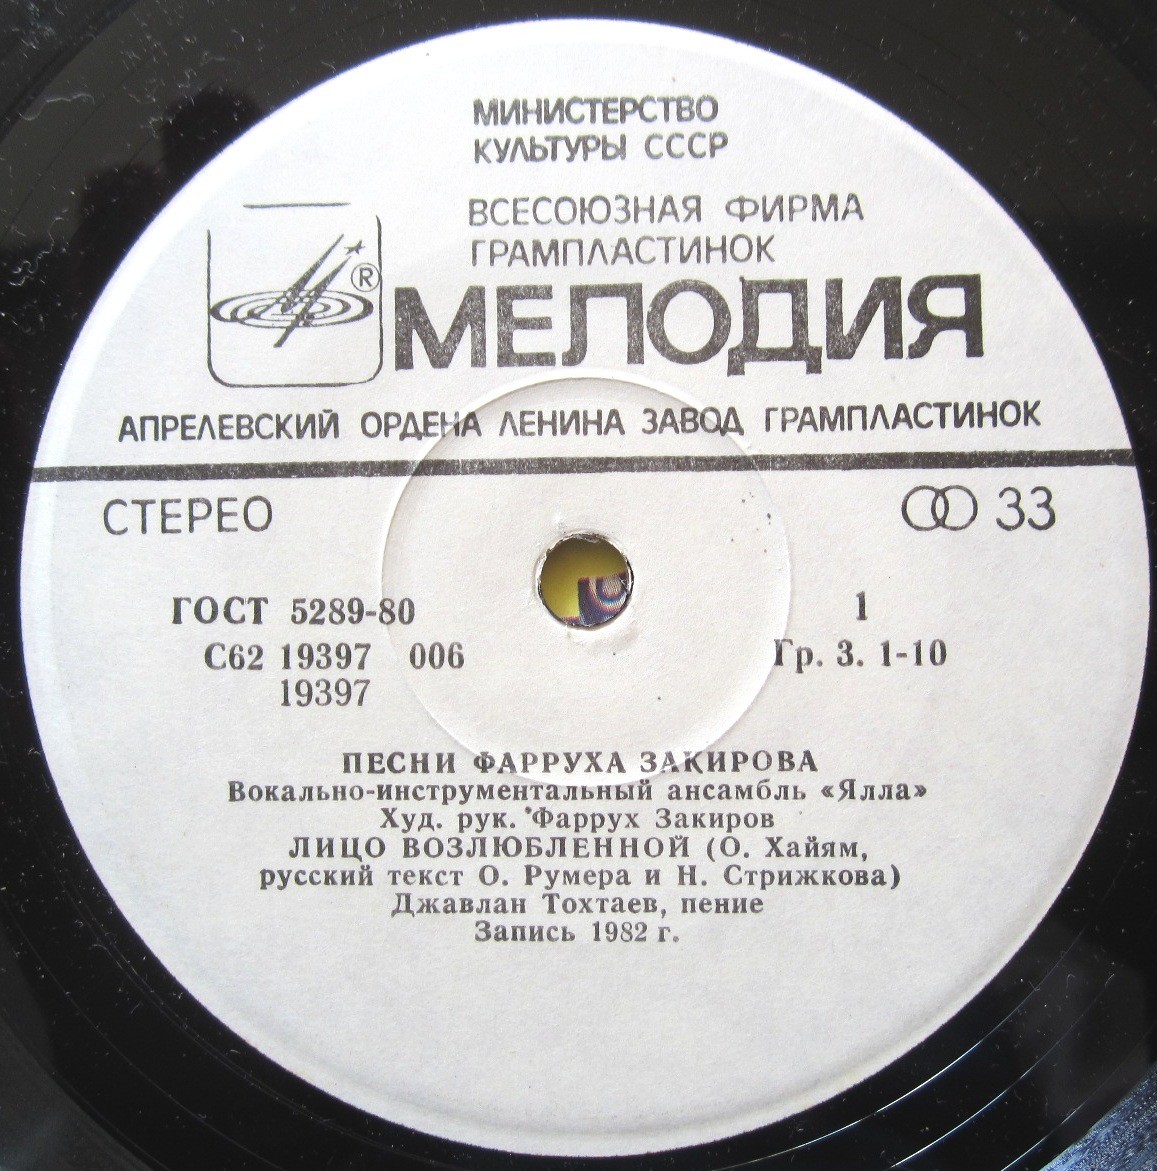 МИНИСТЕРСТВО
КУЛЬТУРЫ СССР
ВСЕСОЮЗНАЯ ФИРМА
ГРАМПЛАСТИНОК
®
МЕЛОДИЯ
АПРЕЛЕВСКИЙ ОРДЕНА ЛЕНИНА ЗАВОД ГРАМПЛАСТИНОК
СТЕРЕО 33
ГОСТ 5289-80 1
С62 19397 006 Гр. 3. 1-10
19397
ПЕСНИ ФАРРУХА ЗАКИРОВА
Вокально-инструментальный ансамбль «Ялла»
Худ. рук. Фаррух Закиров
ЛИЦО ВОЗЛЮБЛЕННОЙ (О. Хайям,
русский текст О. Румера и Н. Стрижкова)
Джавлан Тохтаев, пение
Запись 1982 г.